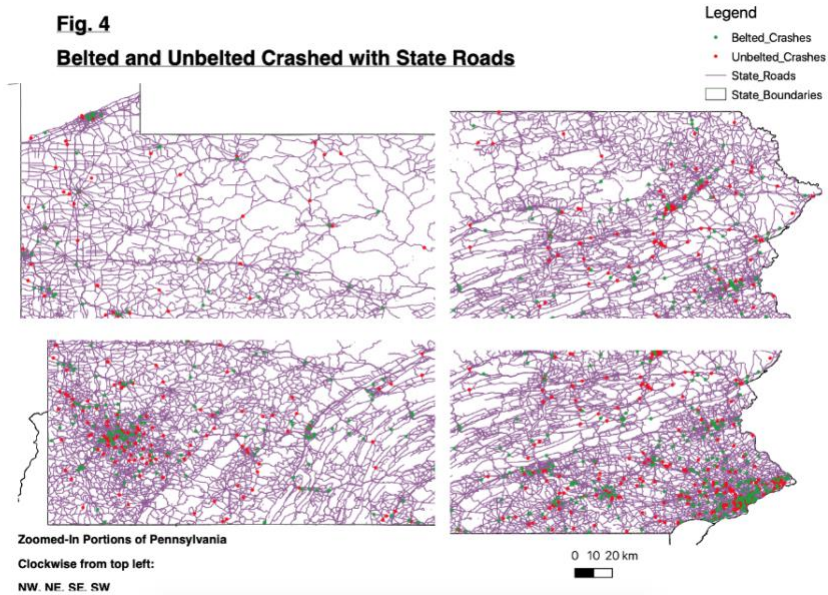 Fig. 4
Belted and Unbelted Crashed with State Roads
Legend
Belted_Crashes
Unbelted_Crashes
State_Roads
State_Boundaries
Zoomed-In Portions of Pennsylvania
Clockwise from top left:
NW, NE, SE, SW
0 10 20 km